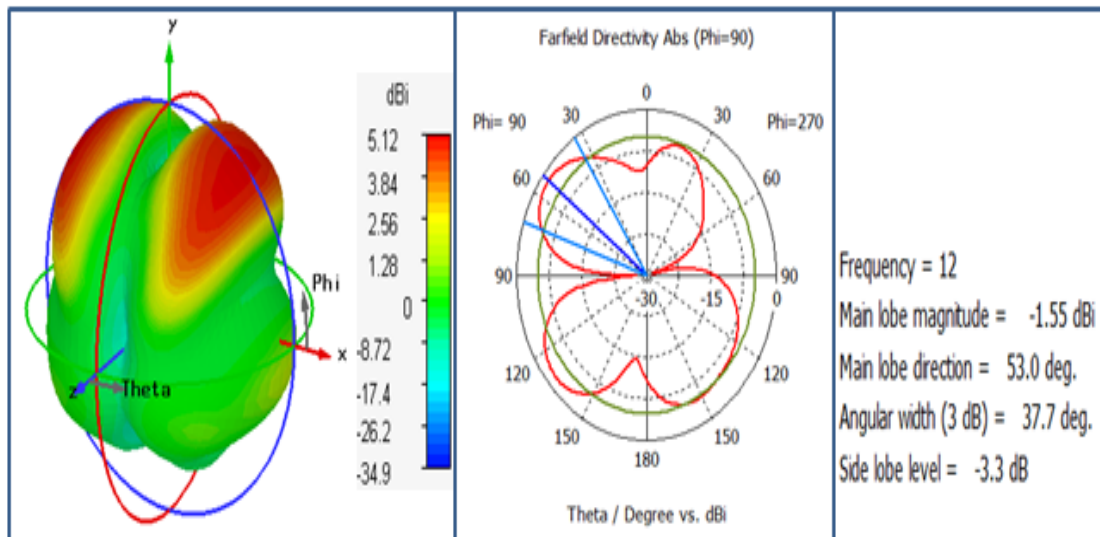 y
dBi
5.12
3.84
2.56
1.28
0
-8.72
-17.4
-26.2
-34.9
Phi
x
z
Theta
Farfield Directivity Abs (Phi=90)
Phi= 90
30
0
30
Phi=270
60
60
90
-30
-15
0
90
120
120
150
180
150
Theta / Degree vs. dBi
Frequency = 12
Main lobe magnitude = -1.55 dBi
Main lobe direction = 53.0 deg.
Angular width (3 dB) = 37.7 deg.
Side lobe level = -3.3 dB